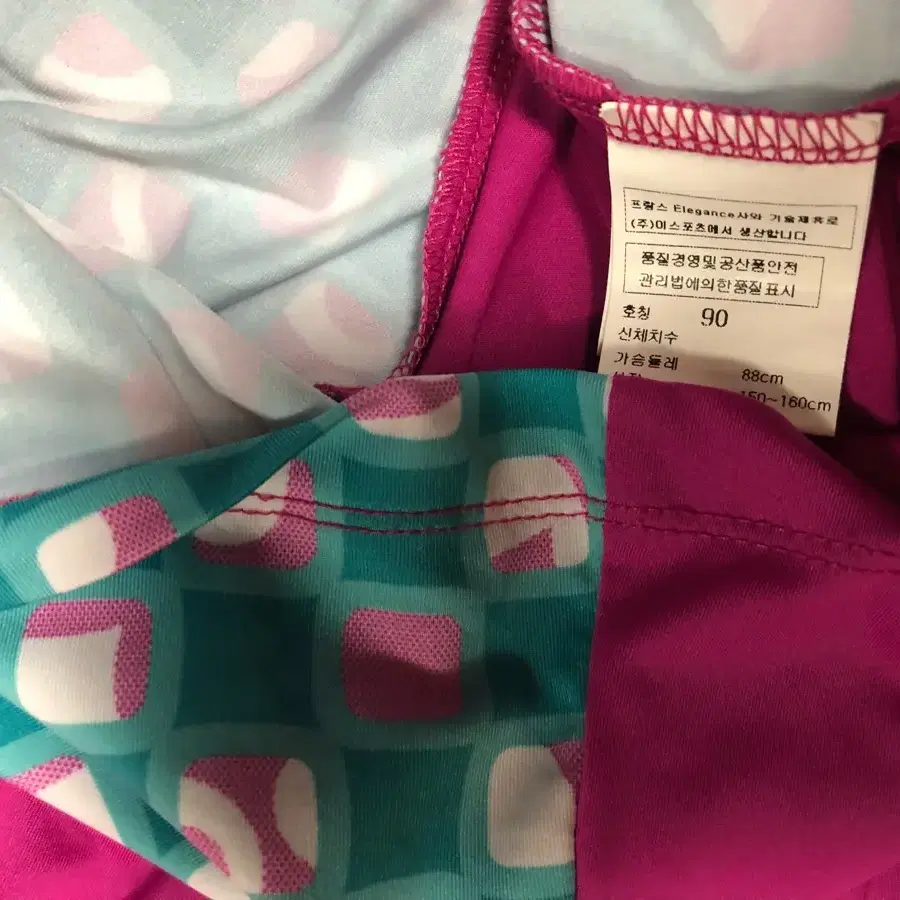 프랑스 Elegance사와 기술제휴로
(주)미스포츠에서 생산합니다
품질경영및공산품안전
관리법에의한품질표시
호칭 90
신체치수
가슴둘레 88cm
150~160cm